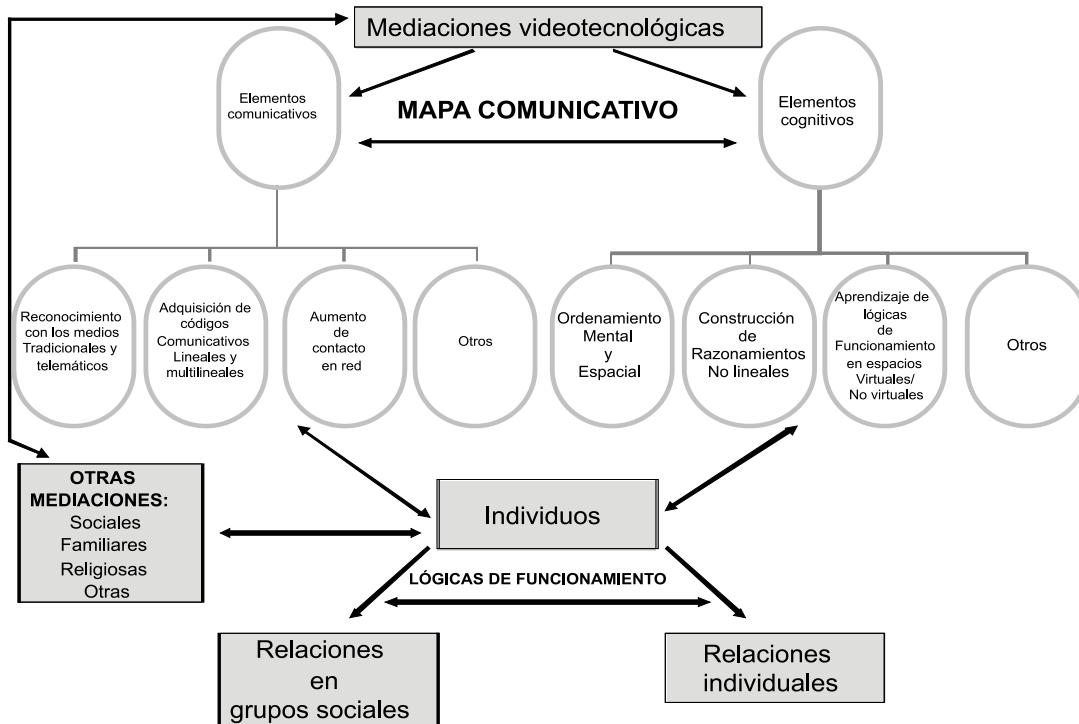 Mediaciones videotecnológicas
Elementos
comunicativos
MAPA COMUNICATIVO
Elementos
cognitivos
Reconocimiento
con los medios
Tradicionales y
telemáticos
Adquisición de
códigos
Comunicativos
Lineales y
multilineales
Aumento
de
contacto
en red
Otros
Ordenamiento
Mental
y
Espacial
Construcción
de
Razonamientos
No lineales
Aprendizaje de
lógicas
de
Funcionamiento
en espacios
Virtuales/
No virtuales
Otros
OTRAS
MEDIACIONES:
Sociales
Familiares
Religiosas
Otras
Individuos
LÓGICAS DE FUNCIONAMIENTO
Relaciones
en
grupos sociales
Relaciones
individuales